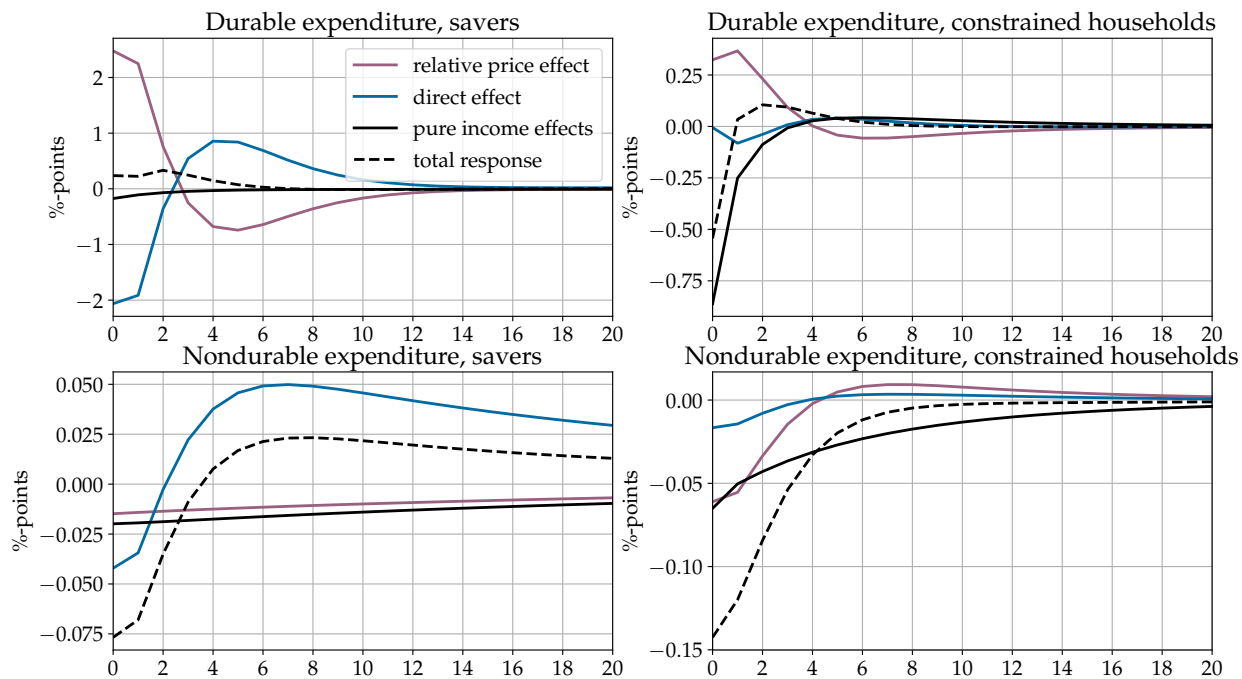 Durable expenditure, savers
%-points
2
1
0
−1
−2
relative price effect
direct effect
pure income effects
total response
0 2 4 6 8 10 12 14 16 18 20
Durable expenditure, constrained households
%-points
0.25
0.00
−0.25
−0.50
−0.75
0 2 4 6 8 10 12 14 16 18 20
Nondurable expenditure, savers
%-points
0.050
0.025
0.000
−0.025
−0.050
−0.075
0 2 4 6 8 10 12 14 16 18 20
Nondurable expenditure, constrained households
%-points
0.00
−0.05
−0.10
−0.15
0 2 4 6 8 10 12 14 16 18 20